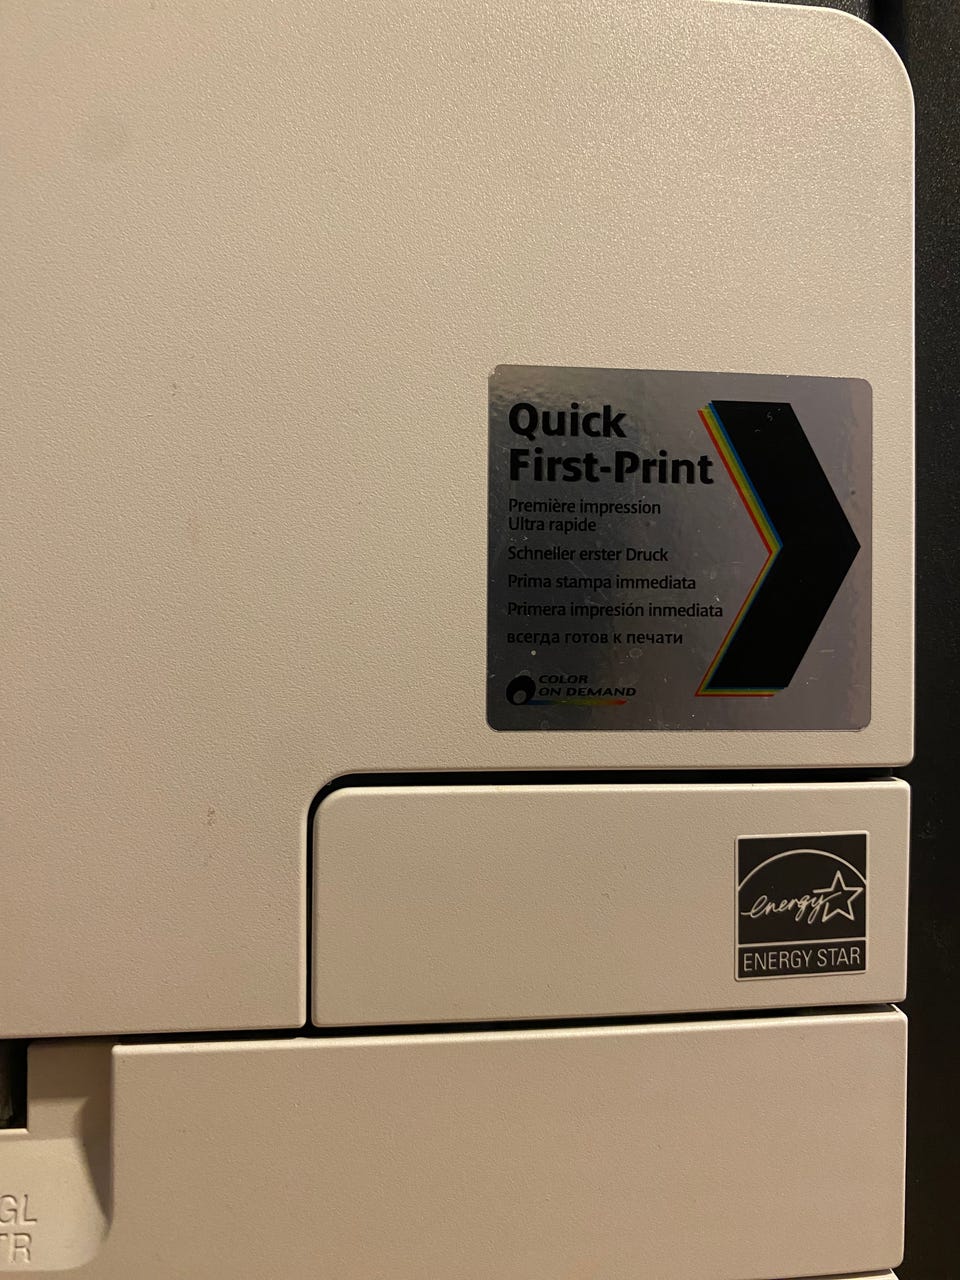 Quick
First-Print
Première impression
Ultra rapide
Schneller erster Druck
Prima stampa immediata
Primera impresión inmediata
всегда готов к печати
COLOR
ON DEMAND
energy
ENERGY STAR
GL
TR